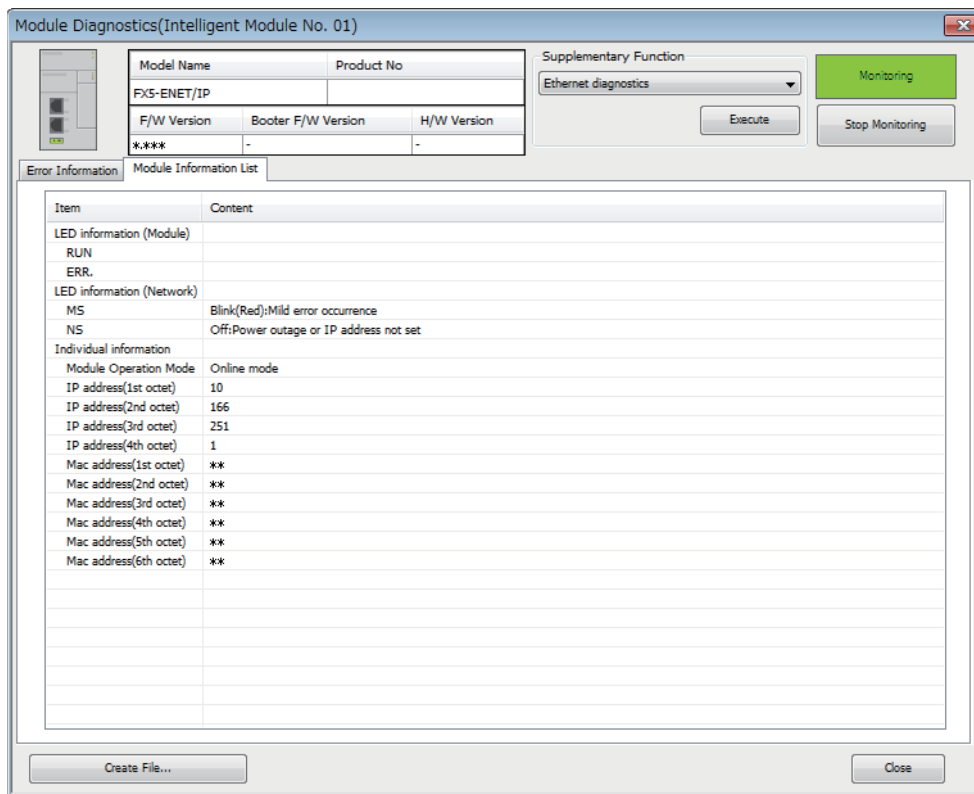 Module Diagnostics(Intelligent Module No. 01)
Model Name Product No
FX5-ENET/IP
F/W Version Booter F/W Version H/W Version
*.*** - -
Supplementary Function
Ethernet diagnostics
Execute
Monitoring
Stop Monitoring
Error Information Module Information List
Item Content
LED information (Module)
RUN
ERR.
LED information (Network)
MS Blink(Red):Mild error occurrence
NS Off:Power outage or IP address not set
Individual information
Module Operation Mode Online mode
IP address(1st octet) 10
IP address(2nd octet) 166
IP address(3rd octet) 251
IP address(4th octet) 1
Mac address(1st octet) **
Mac address(2nd octet) **
Mac address(3rd octet) **
Mac address(4th octet) **
Mac address(5th octet) **
Mac address(6th octet) **
Create File... Close